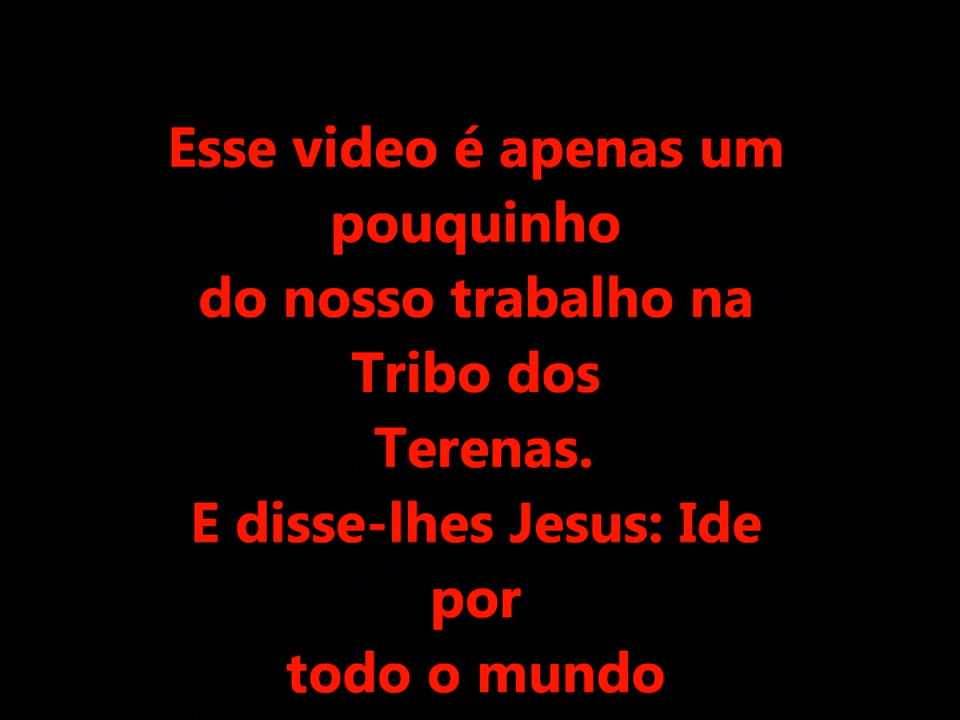 Esse video é apenas um
pouquinho
do nosso trabalho na
Tribo dos
Terenas.
E disse-lhes Jesus: Ide
por
todo o mundo